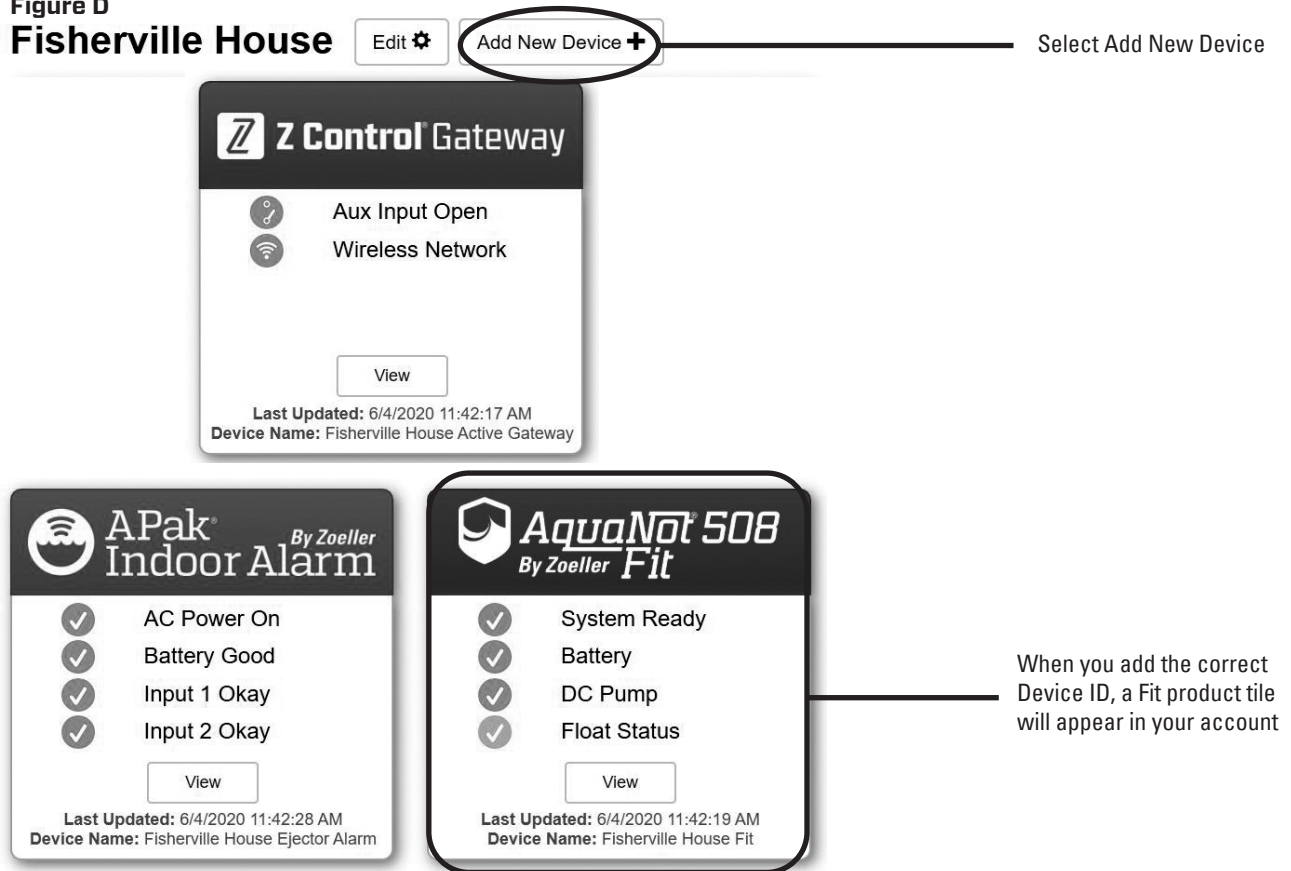 Figure D
Fisherville House Edit Add New Device Select Add New Device
Z Control® Gateway
Aux Input Open
Wireless Network
View
Last Updated: 6/4/2020 11:42:17 AM
Device Name: Fisherville House Active Gateway
APak® By Zoeller
Indoor Alarm
AC Power On
Battery Good
Input 1 Okay
Input 2 Okay
View
Last Updated: 6/4/2020 11:42:28 AM
Device Name: Fisherville House Ejector Alarm
AquaNot® 508
By Zoeller Fit
System Ready
Battery
DC Pump
Float Status
View
Last Updated: 6/4/2020 11:42:19 AM
Device Name: Fisherville House Fit
When you add the correct
Device ID, a Fit product tile
will appear in your account